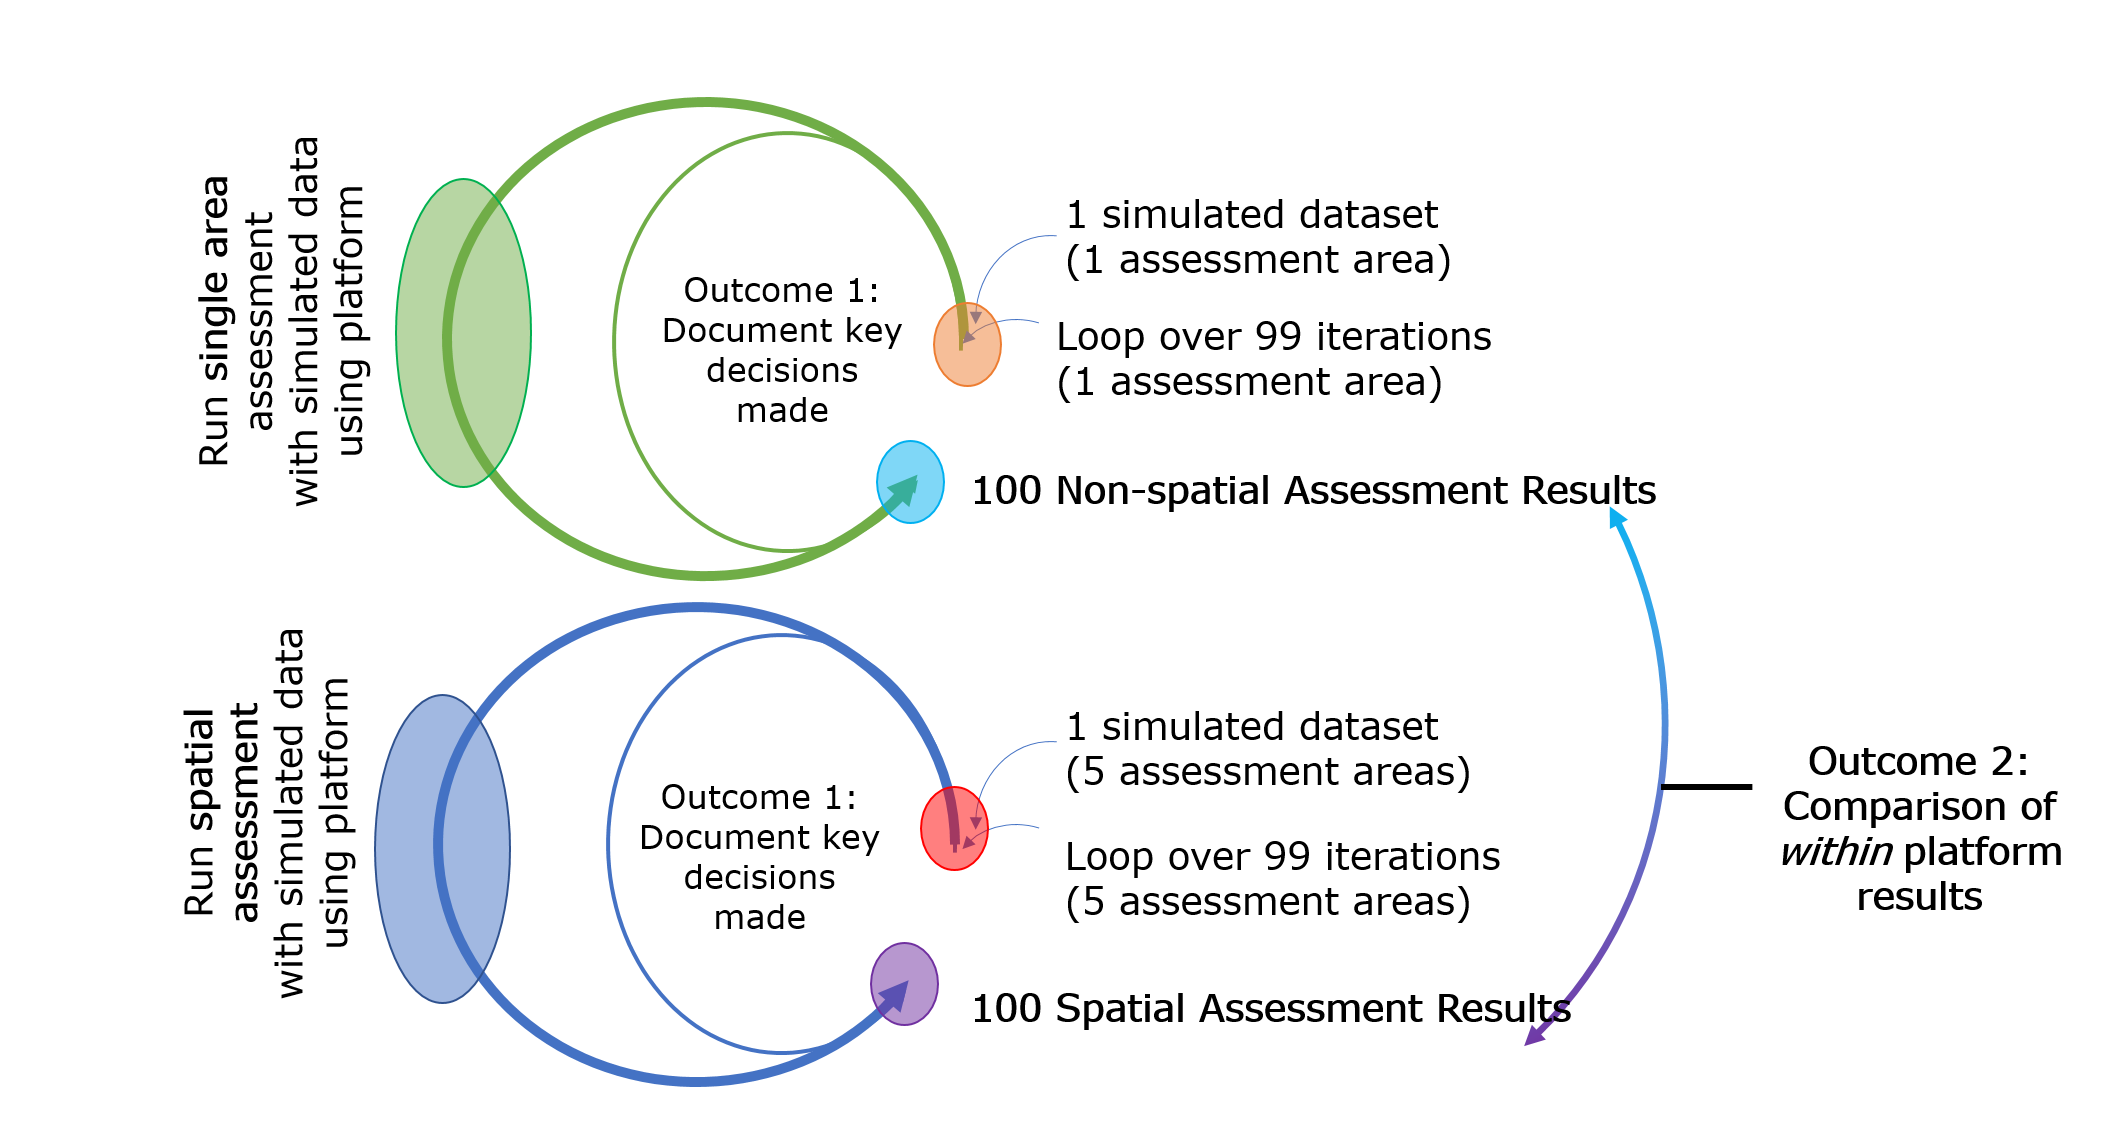 Run single area
assessment
with simulated data
using platform
Outcome 1:
Document key
decisions
made
1 simulated dataset
(1 assessment area)
Loop over 99 iterations
(1 assessment area)
100 Non-spatial Assessment Results
Run spatial
assessment
with simulated data
using platform
Outcome 1:
Document key
decisions
made
1 simulated dataset
(5 assessment areas)
Loop over 99 iterations
(5 assessment areas)
100 Spatial Assessment Results
Outcome 2:
Comparison of
within platform
results